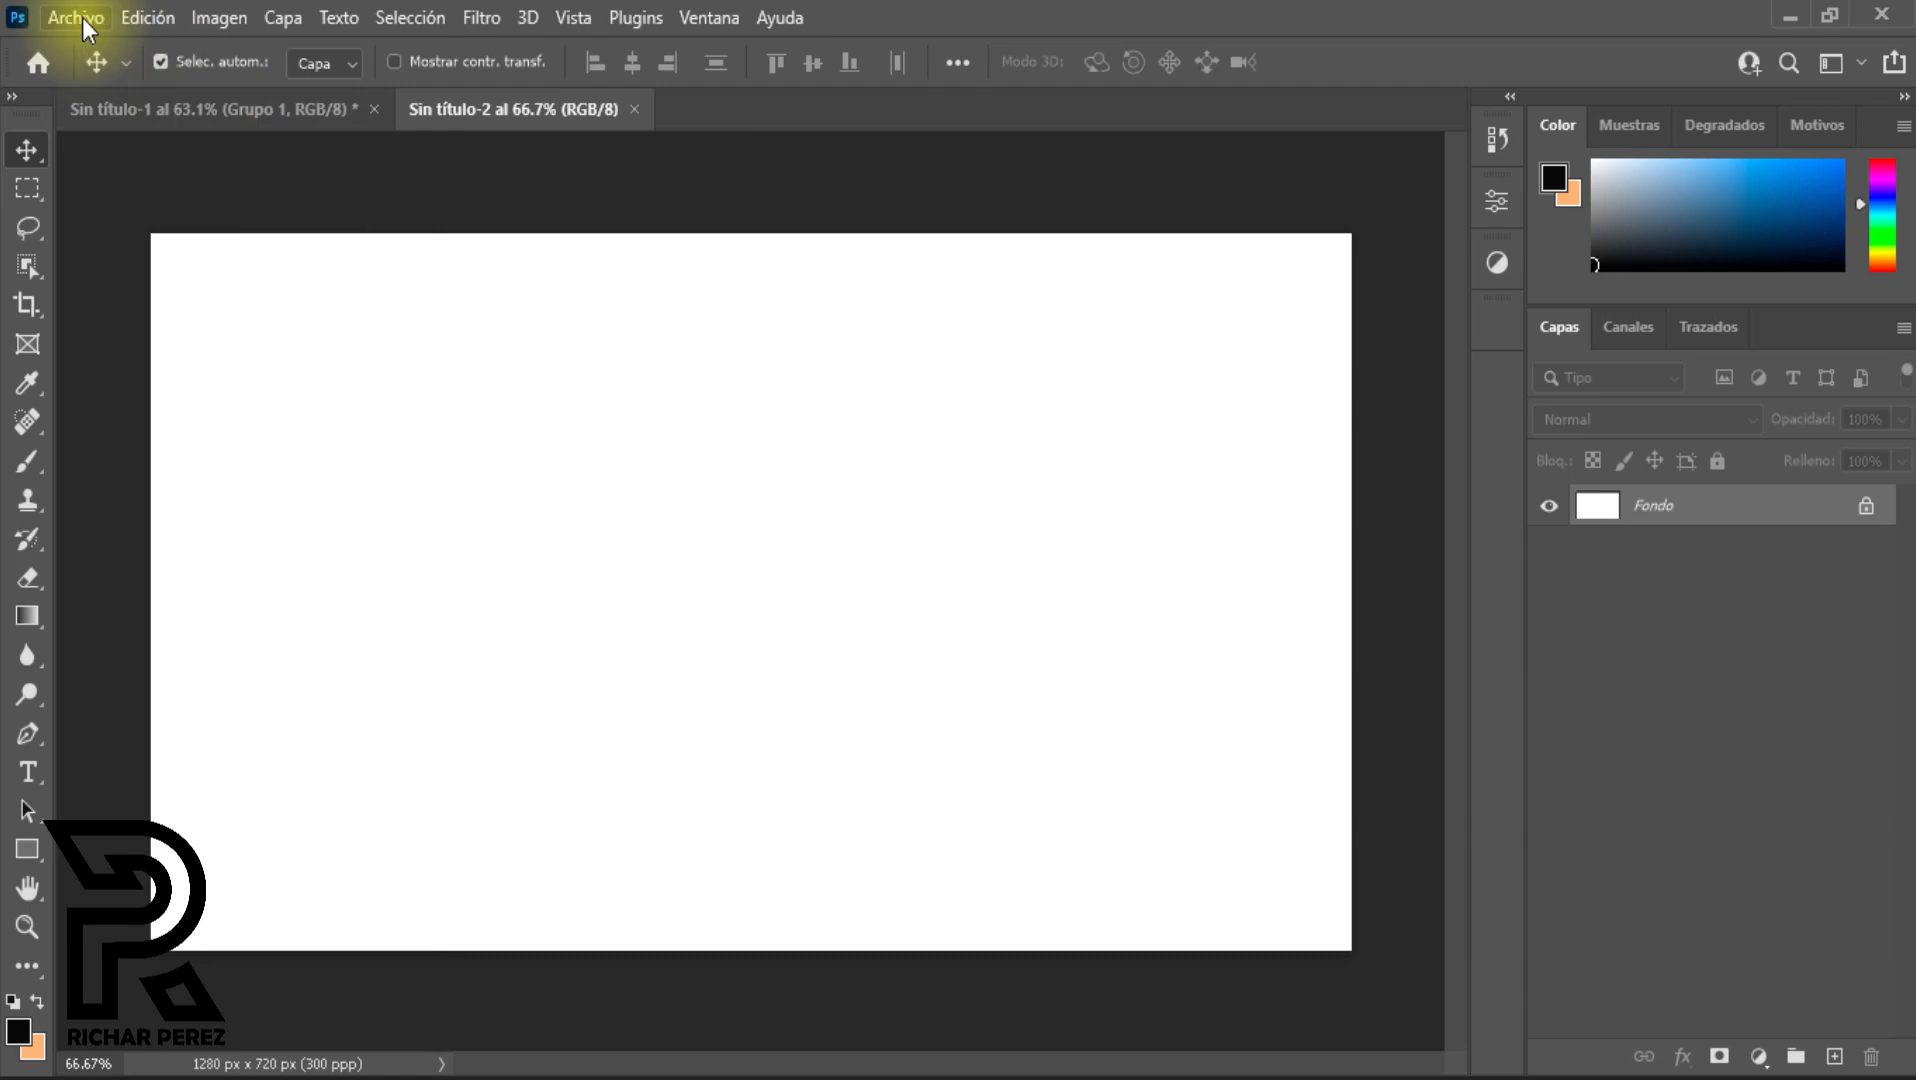 Ps Archivo Edición Imagen Capa Texto Selección Filtro 3D Vista Plugins Ventana Ayuda
Selec. autom.: Capa Mostrar contr. transf. Modo 3D:
Sin título-1 al 63.1% (Grupo 1, RGB/8) * Sin título-2 al 66.7% (RGB/8)
Color Muestras Degradados Motivos
Capas Canales Trazados
Tipo
Normal Opacidad: 100%
Bloq.: Relleno: 100%
Fondo
RICHAR PEREZ
66.67% 1280 px x 720 px (300 ppp)